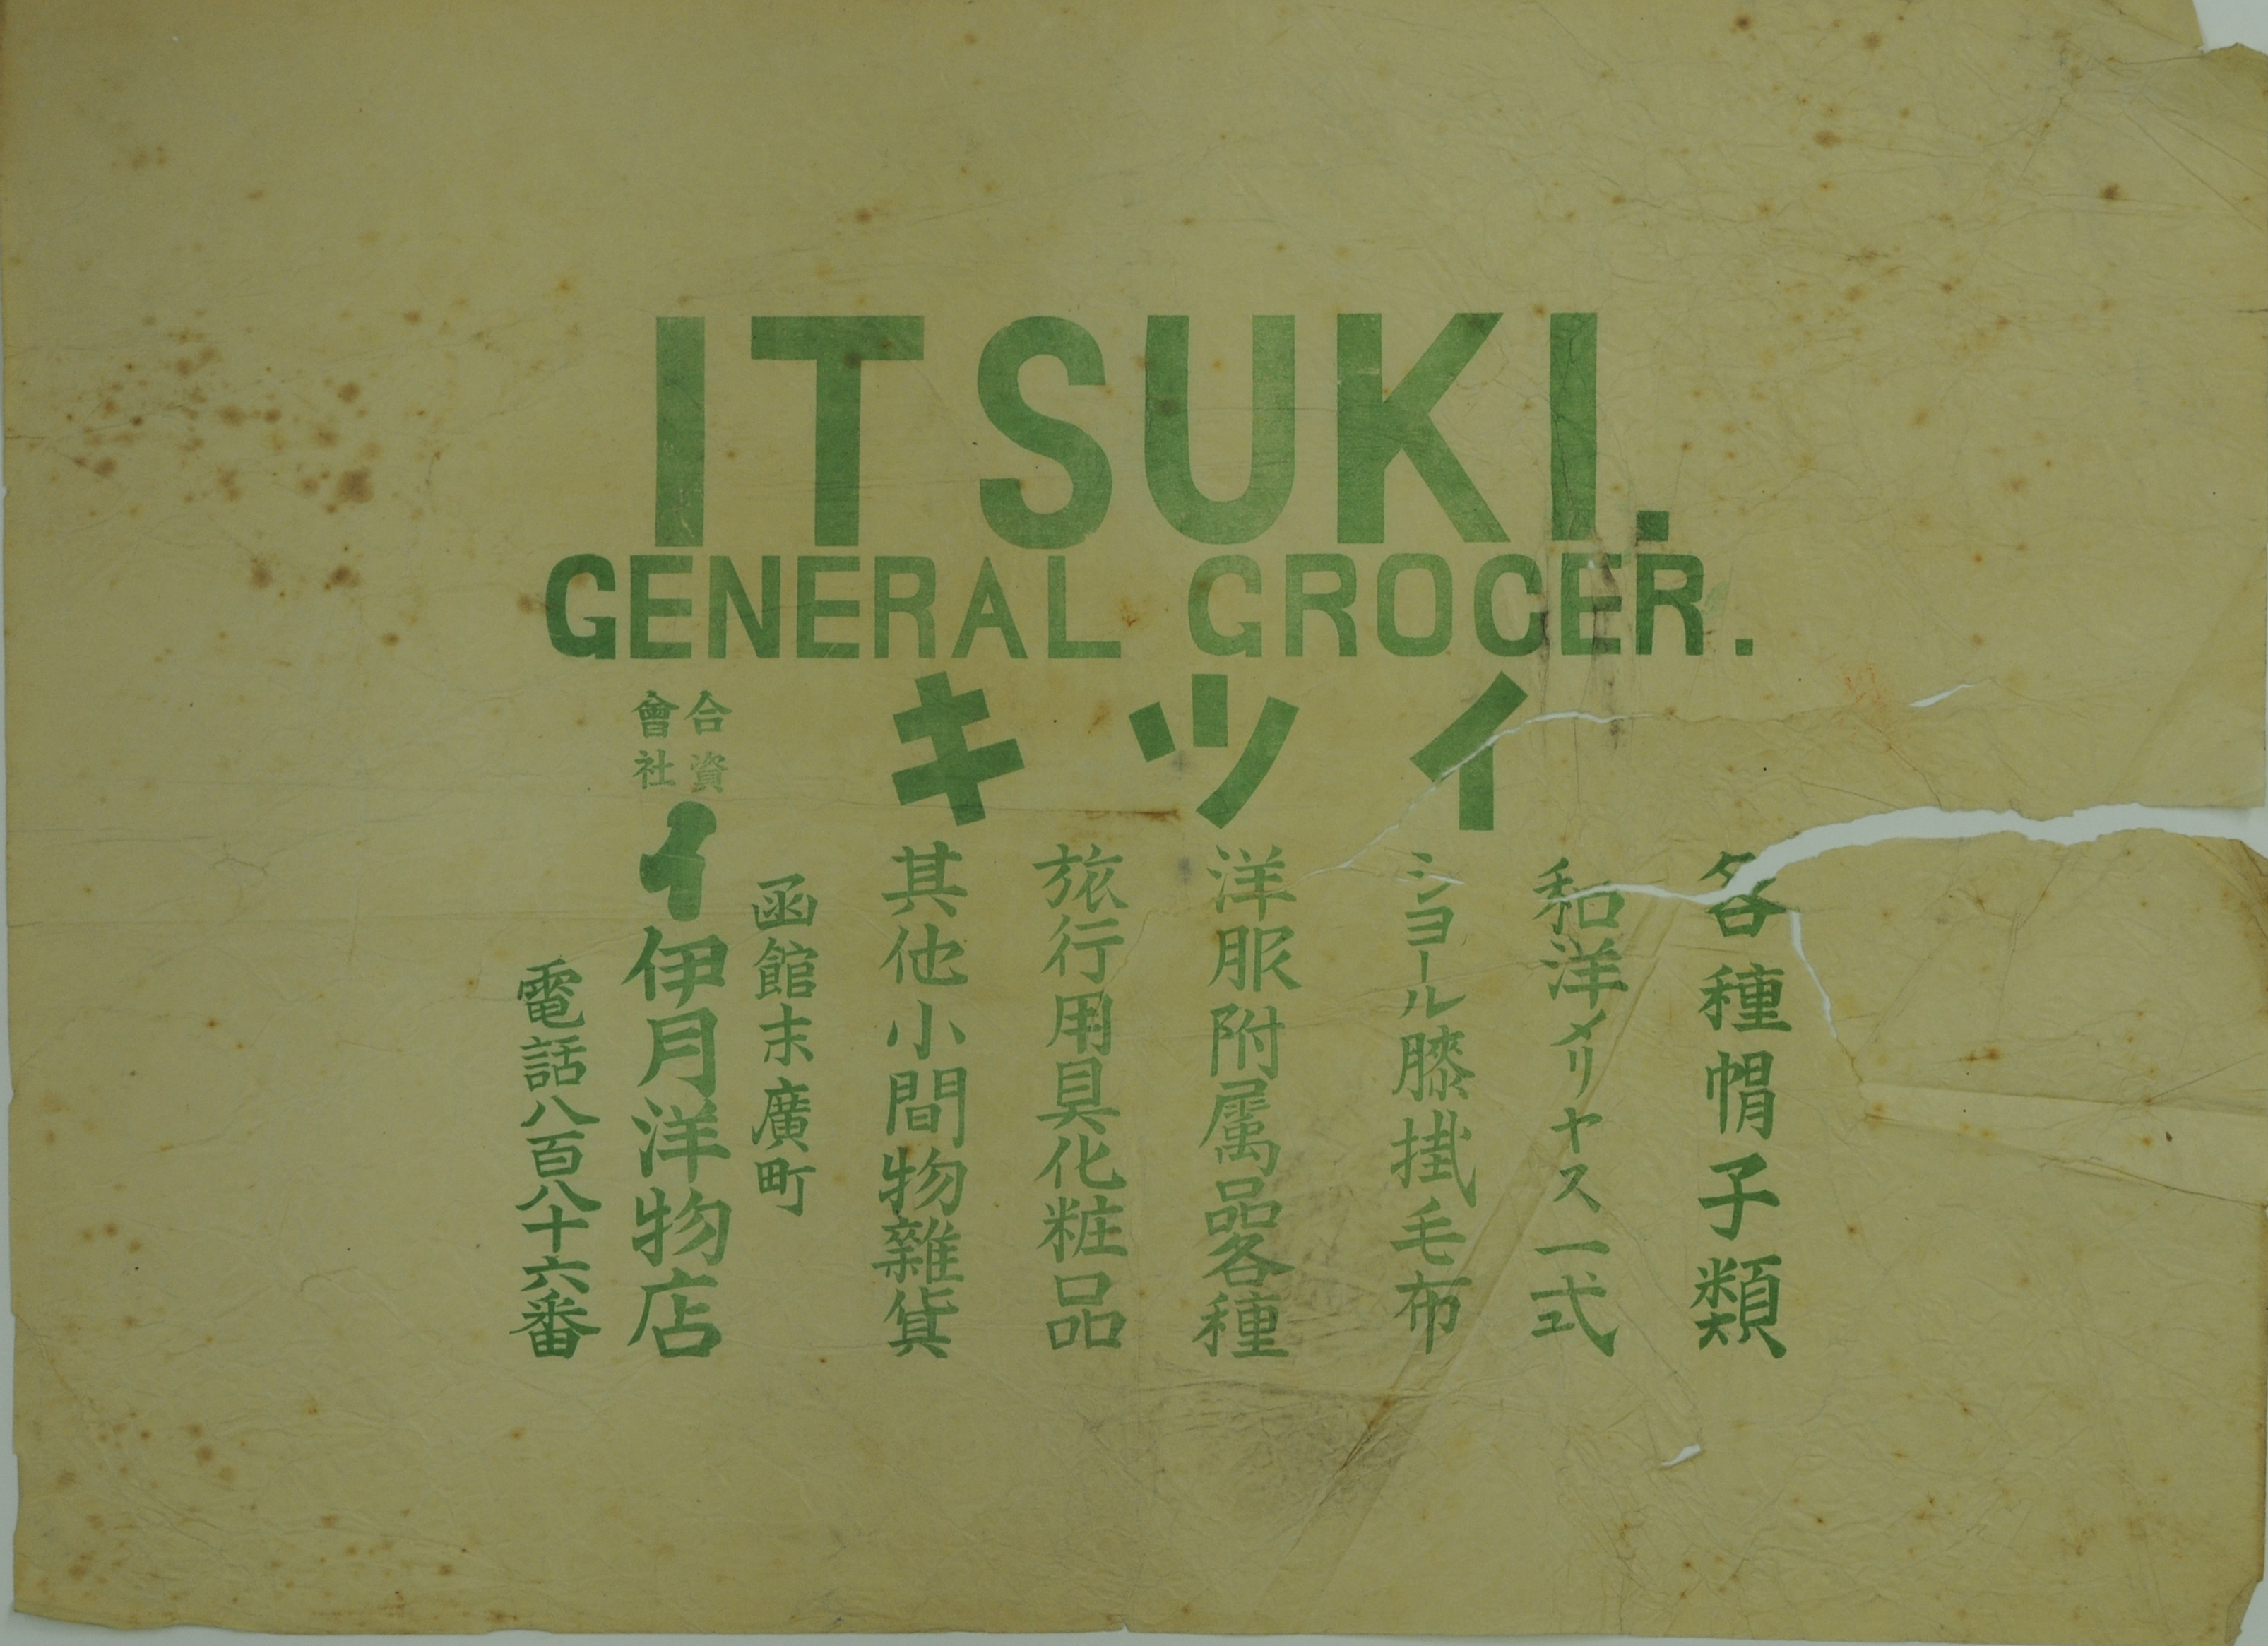 ITSUKI.
GENERAL GROCER.
イツキ
各種帽子類
和洋メリヤス一式
ショール膝掛毛布
洋服附属品各種
旅行用具化粧品
其他小間物雑貨
函館末廣町
合資會社
イ伊月洋物店
電話八百八十六番